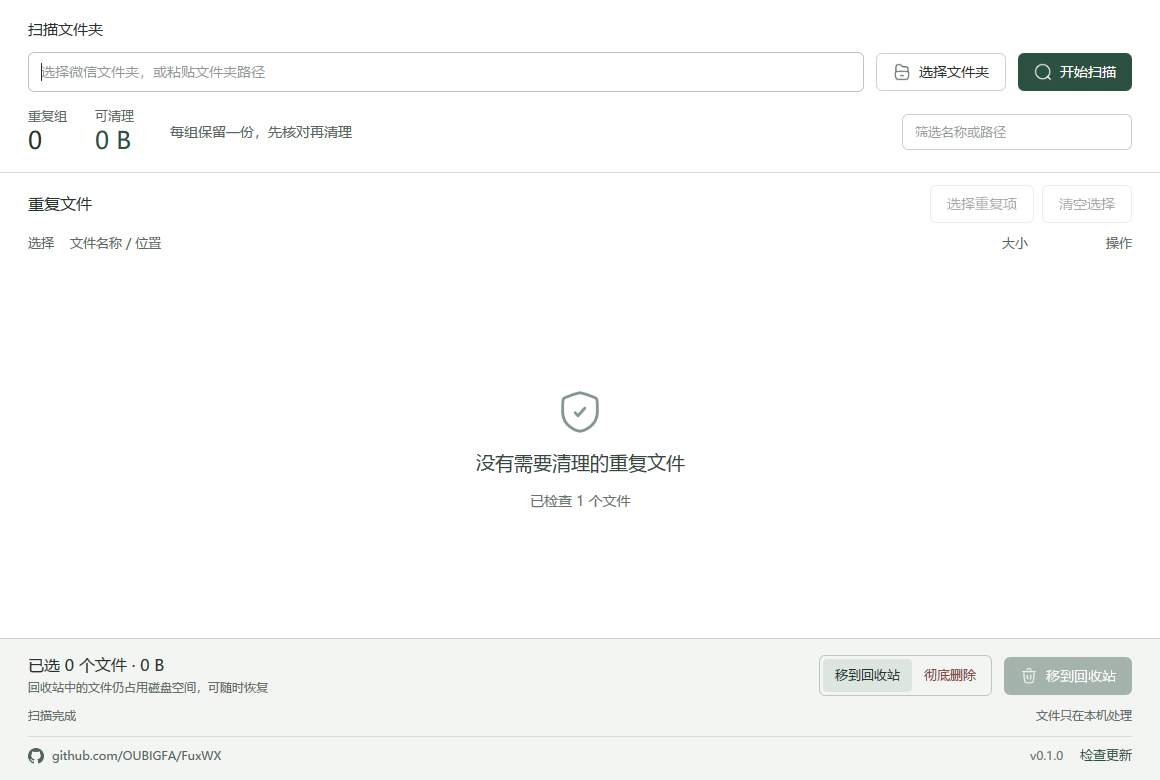 扫描文件夹
选择微信文件夹，或粘贴文件夹路径
选择文件夹
开始扫描
重复组
可清理
0
0 B
每组保留一份，先核对再清理
筛选名称或路径
重复文件
选择重复项
清空选择
选择
文件名称 / 位置
大小
操作
没有需要清理的重复文件
已检查 1 个文件
已选 0 个文件 · 0 B
回收站中的文件仍占用磁盘空间，可随时恢复
移到回收站
彻底删除
移到回收站
扫描完成
文件只在本机处理
github.com/OUBIGFA/FuxWX
v0.1.0
检查更新